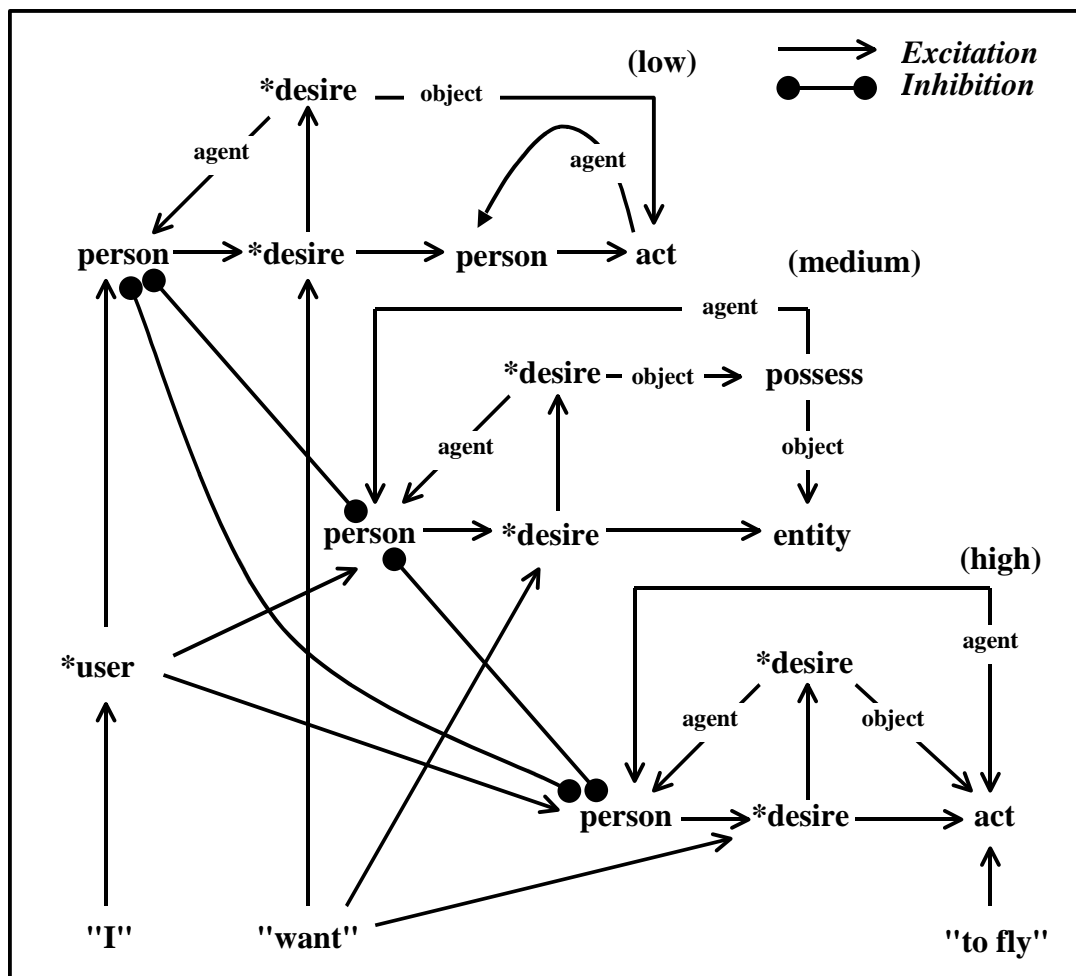 (low)
Excitation
Inhibition
*desire object
agent
agent
person *desire person act
(medium)
agent
*desire object possess
agent
object
person *desire entity
(high)
agent
*user
*desire
agent
object
person *desire act
"I" "want" "to fly"